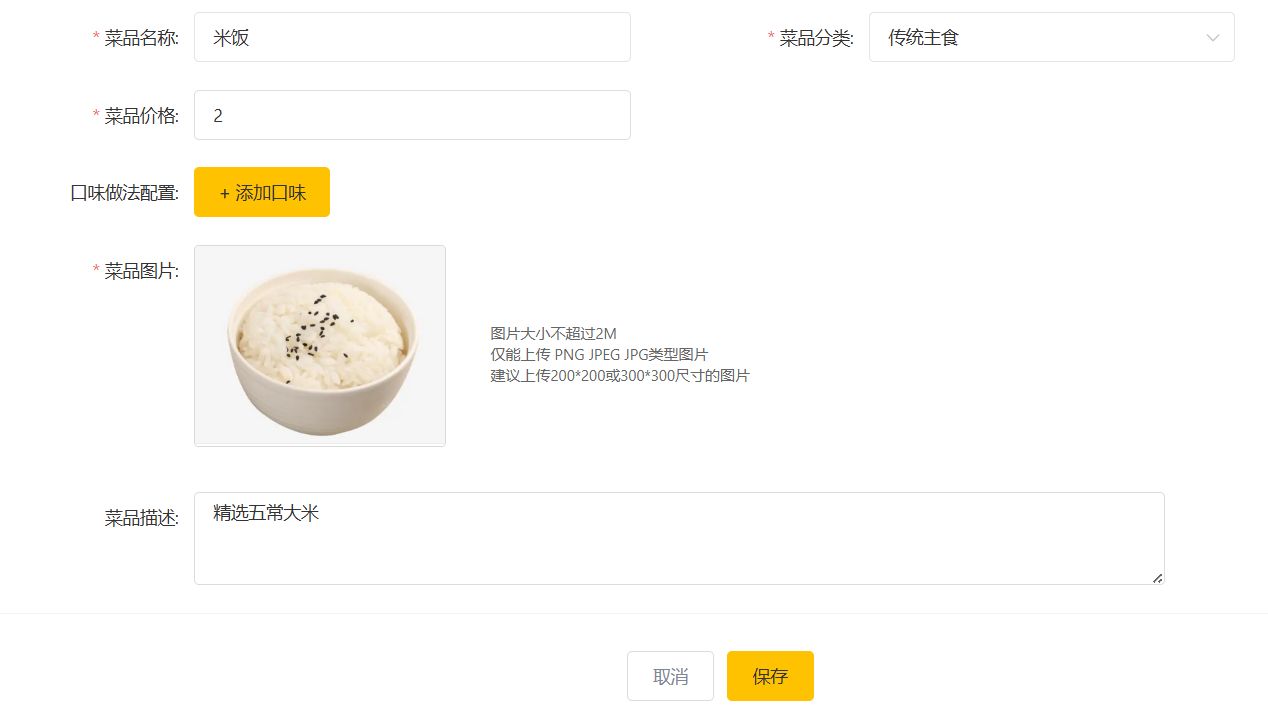 * 菜品名称: 米饭 * 菜品分类: 传统主食
* 菜品价格: 2
口味做法配置: + 添加口味
* 菜品图片:
图片大小不超过2M
仅能上传 PNG JPEG JPG类型图片
建议上传200*200或300*300尺寸的图片
菜品描述: 精选五常大米
取消 保存